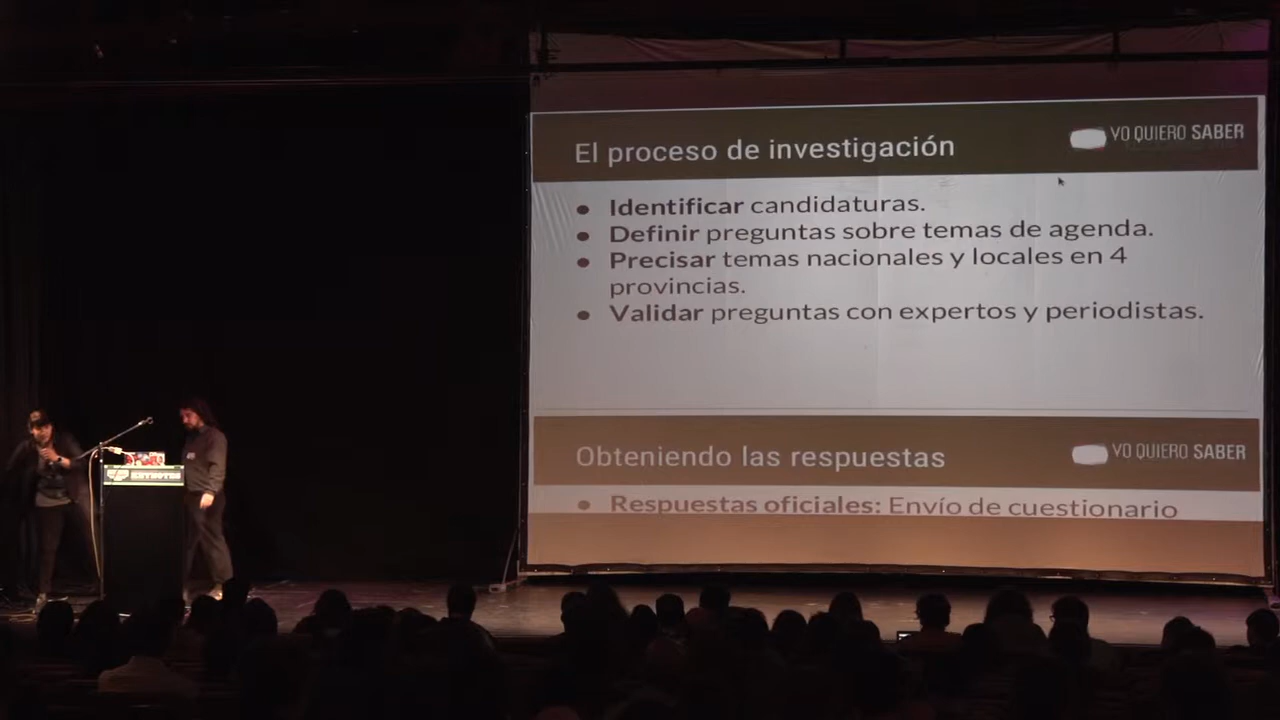 El proceso de investigación
YO QUIERO SABER
Identificar candidaturas.
Definir preguntas sobre temas de agenda.
Precisar temas nacionales y locales en 4
provincias.
Validar preguntas con expertos y periodistas.
Obteniendo las respuestas
YO QUIERO SABER
Respuestas oficiales: Envío de cuestionario